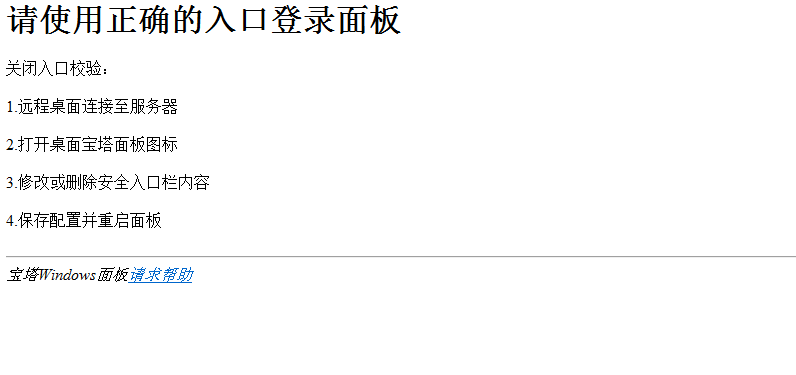 请使用正确的入口登录面板
关闭入口校验：
1.远程桌面连接至服务器
2.打开桌面宝塔面板图标
3.修改或删除安全入口栏内容
4.保存配置并重启面板
宝塔Windows面板请求帮助